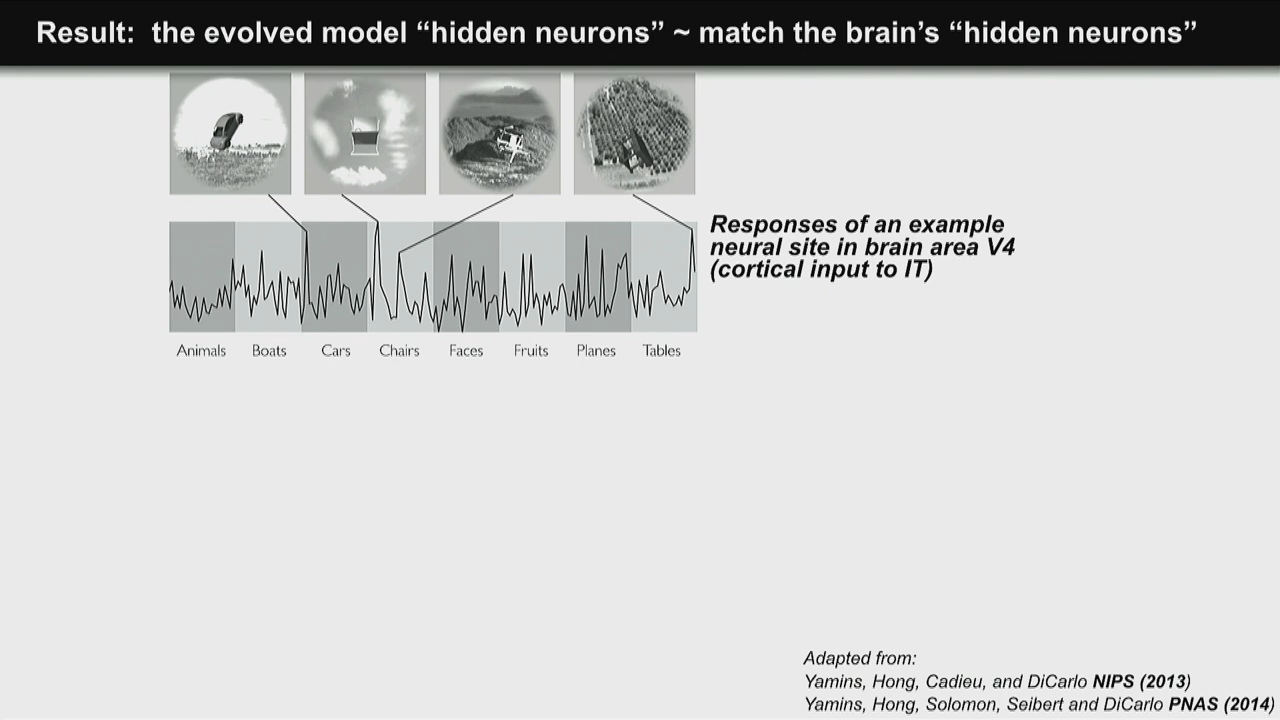 Result:  the evolved model “hidden neurons” ~ match the brain’s “hidden neurons”
Responses of an example
neural site in brain area V4
(cortical input to IT)
Animals Boats Cars Chairs Faces Fruits Planes Tables
Adapted from:
Yamins, Hong, Cadieu, and DiCarlo NIPS (2013)
Yamins, Hong, Solomon, Seibert and DiCarlo PNAS (2014)